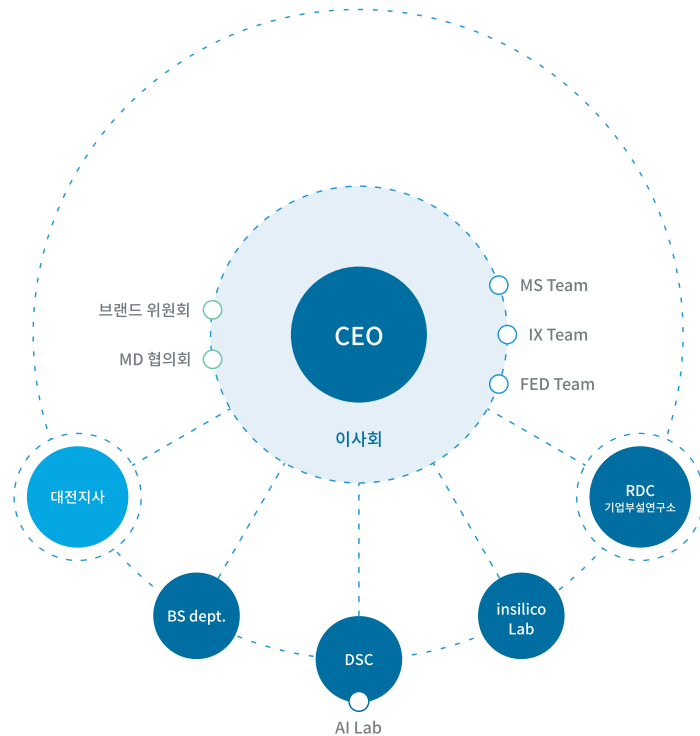 MS Team
브랜드 위원회
CEO
IX Team
MD 협의회
FED Team
이사회
대전지사
RDC
기업부설연구소
BS dept.
insilico
Lab
DSC
AI Lab